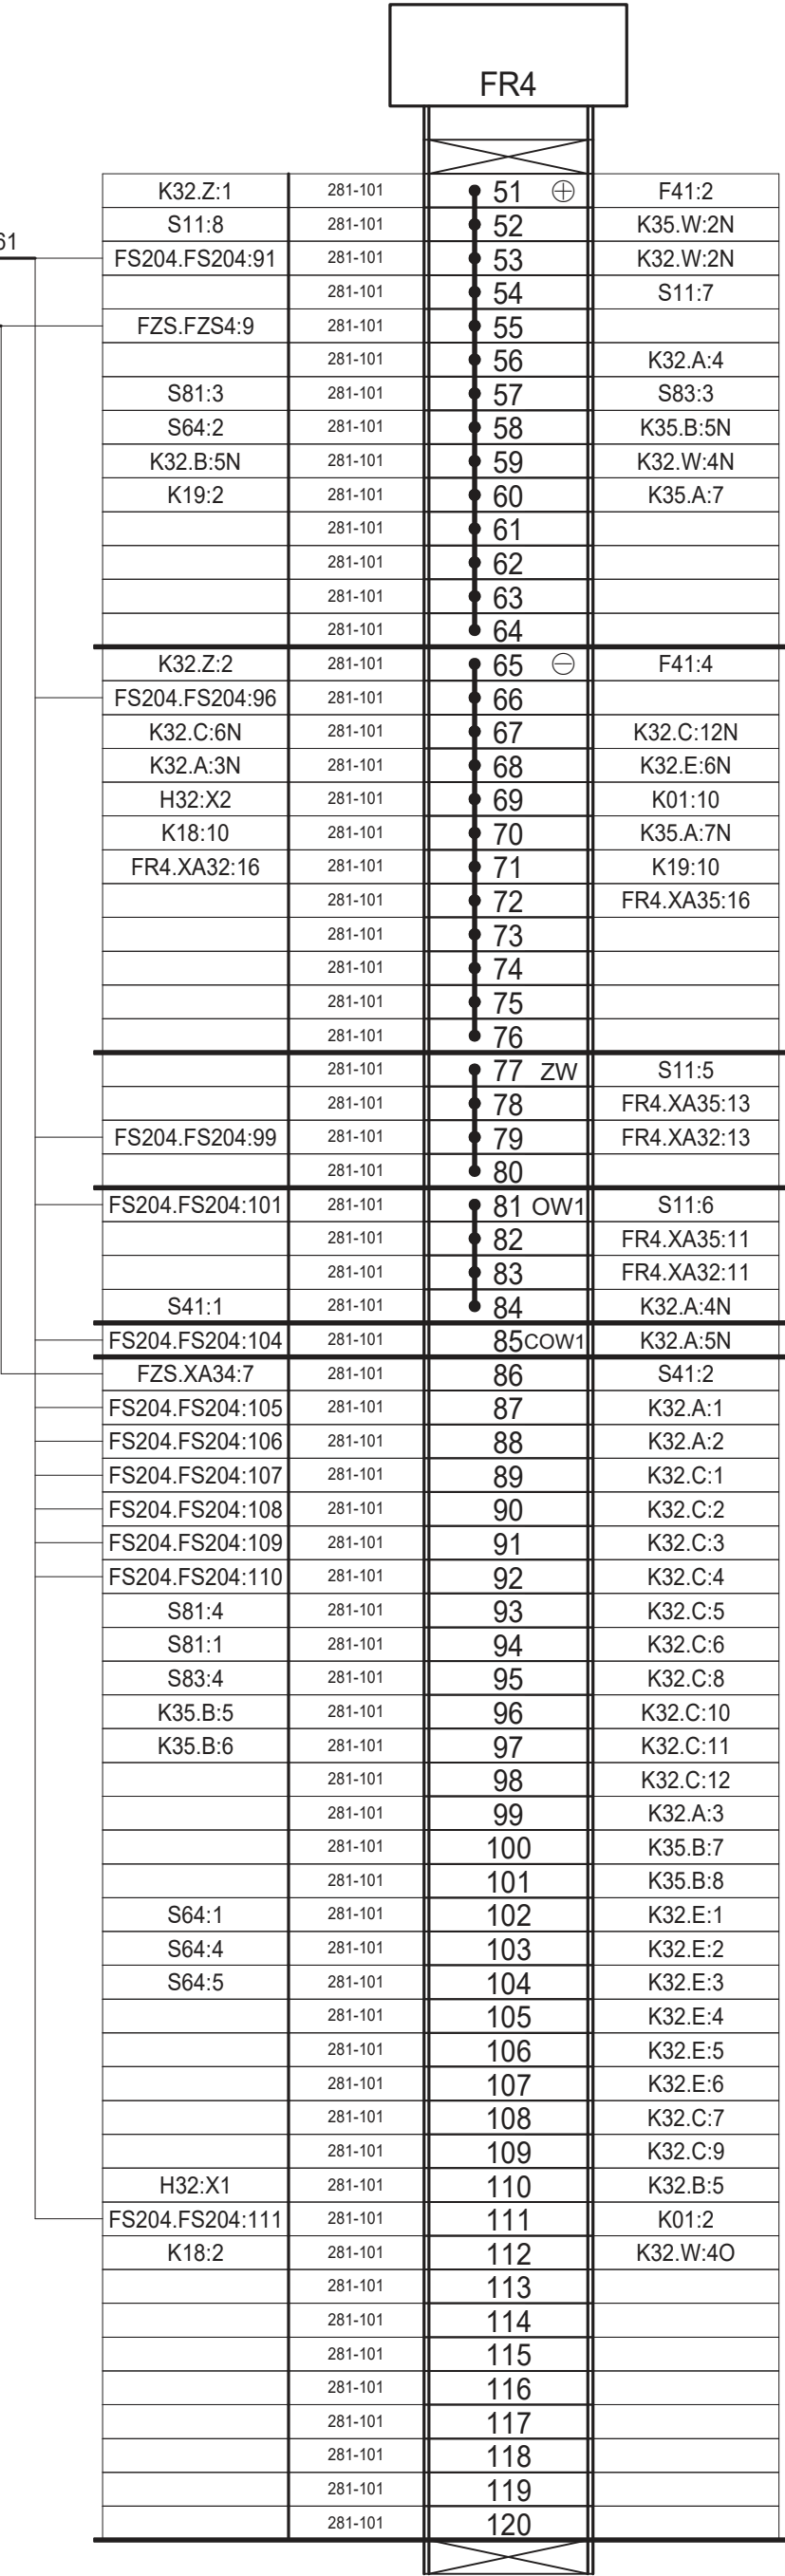 FR4
K32.Z:1 281-101 51 ⊕ F41:2
S11:8 281-101 52 K35.W:2N
61
FS204.FS204:91 281-101 53 K32.W:2N
281-101 54 S11:7
FZS.FZS4:9 281-101 55
281-101 56 K32.A:4
S81:3 281-101 57 S83:3
S64:2 281-101 58 K35.B:5N
K32.B:5N 281-101 59 K32.W:4N
K19:2 281-101 60 K35.A:7
281-101 61
281-101 62
281-101 63
281-101 64
K32.Z:2 281-101 65 ⊖ F41:4
FS204.FS204:96 281-101 66
K32.C:6N 281-101 67 K32.C:12N
K32.A:3N 281-101 68 K32.E:6N
H32:X2 281-101 69 K01:10
K18:10 281-101 70 K35.A:7N
FR4.XA32:16 281-101 71 K19:10
281-101 72 FR4.XA35:16
281-101 73
281-101 74
281-101 75
281-101 76
281-101 77 ZW S11:5
281-101 78 FR4.XA35:13
FS204.FS204:99 281-101 79 FR4.XA32:13
281-101 80
FS204.FS204:101 281-101 81 OW1 S11:6
281-101 82 FR4.XA35:11
281-101 83 FR4.XA32:11
S41:1 281-101 84 K32.A:4N
FS204.FS204:104 281-101 85 COW1 K32.A:5N
FZS.XA34:7 281-101 86 S41:2
FS204.FS204:105 281-101 87 K32.A:1
FS204.FS204:106 281-101 88 K32.A:2
FS204.FS204:107 281-101 89 K32.C:1
FS204.FS204:108 281-101 90 K32.C:2
FS204.FS204:109 281-101 91 K32.C:3
FS204.FS204:110 281-101 92 K32.C:4
S81:4 281-101 93 K32.C:5
S81:1 281-101 94 K32.C:6
S83:4 281-101 95 K32.C:8
K35.B:5 281-101 96 K32.C:10
K35.B:6 281-101 97 K32.C:11
281-101 98 K32.C:12
281-101 99 K32.A:3
281-101 100 K35.B:7
281-101 101 K35.B:8
S64:1 281-101 102 K32.E:1
S64:4 281-101 103 K32.E:2
S64:5 281-101 104 K32.E:3
281-101 105 K32.E:4
281-101 106 K32.E:5
281-101 107 K32.E:6
281-101 108 K32.C:7
281-101 109 K32.C:9
H32:X1 281-101 110 K32.B:5
FS204.FS204:111 281-101 111 K01:2
K18:2 281-101 112 K32.W:4O
281-101 113
281-101 114
281-101 115
281-101 116
281-101 117
281-101 118
281-101 119
281-101 120